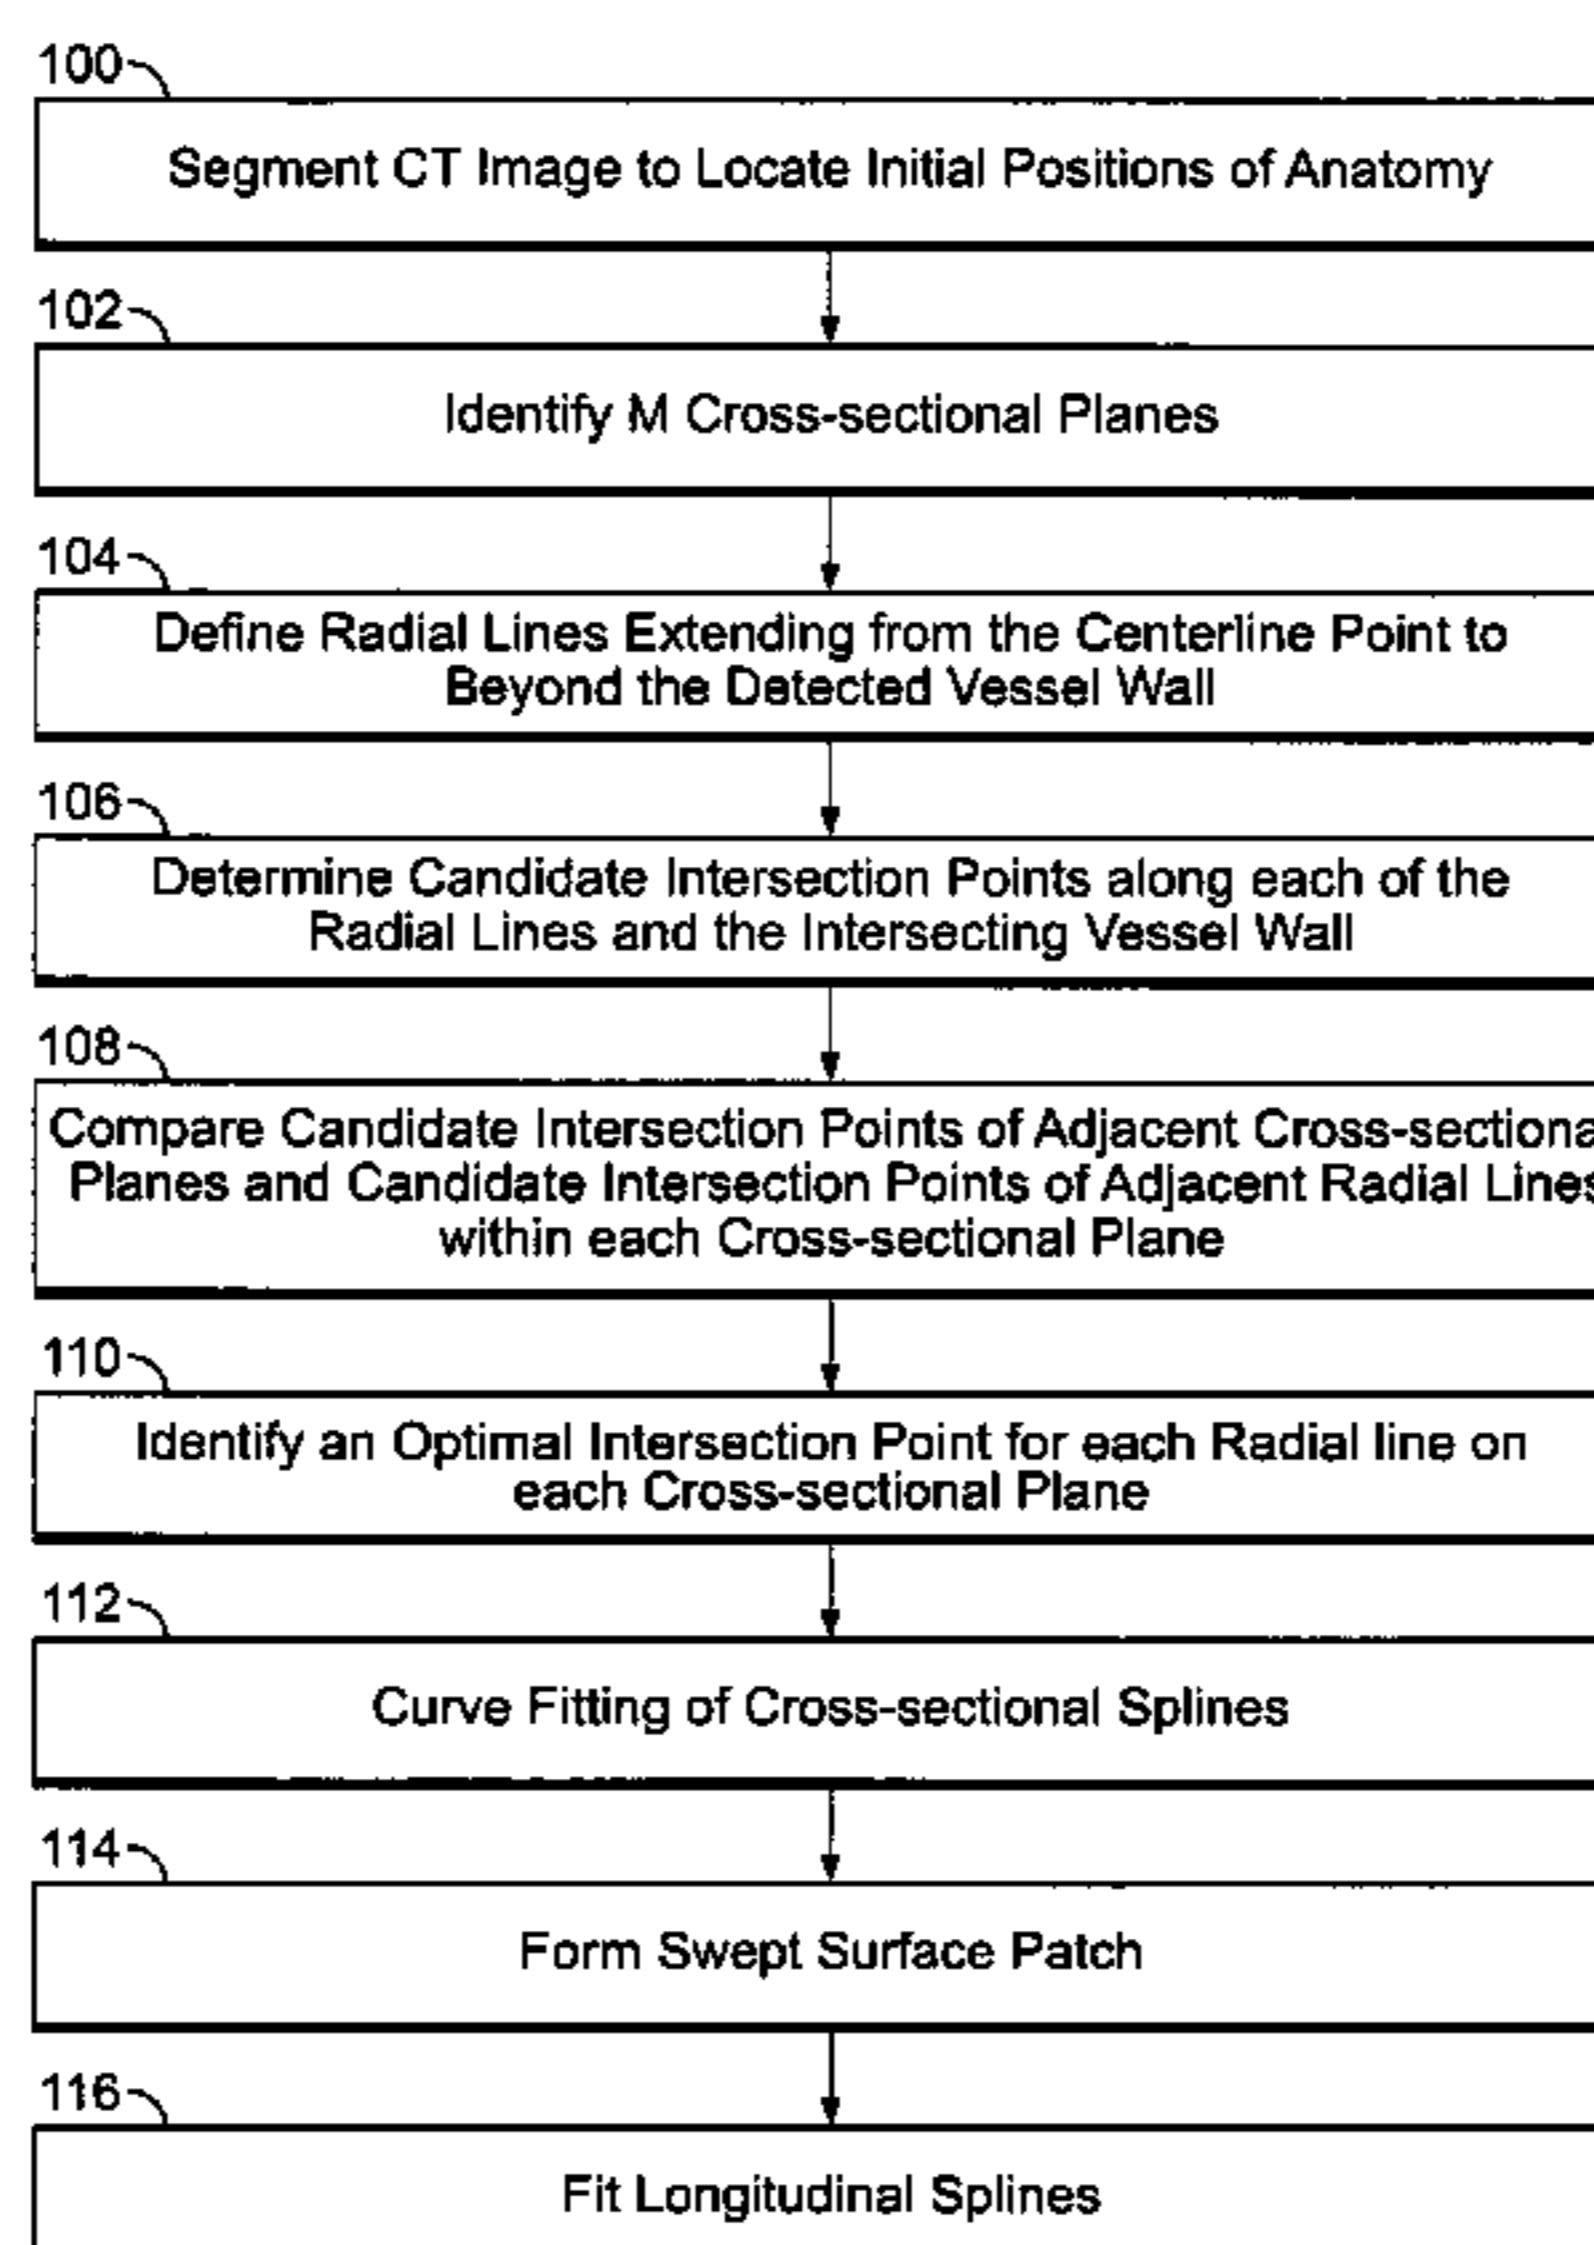 100
Segment CT Image to Locate Initial Positions of Anatomy
102
Identify M Cross-sectional Planes
104
Define Radial Lines Extending from the Centerline Point to
Beyond the Detected Vessel Wall
106
Determine Candidate Intersection Points along each of the
Radial Lines and the Intersecting Vessel Wall
108
Compare Candidate Intersection Points of Adjacent Cross-sectiona
Planes and Candidate Intersection Points of Adjacent Radial Lines
within each Cross-sectional Plane
110
Identify an Optimal Intersection Point for each Radial line on
each Cross-sectional Plane
112
Curve Fitting of Cross-sectional Splines
114
Form Swept Surface Patch
116
Fit Longitudinal Splines